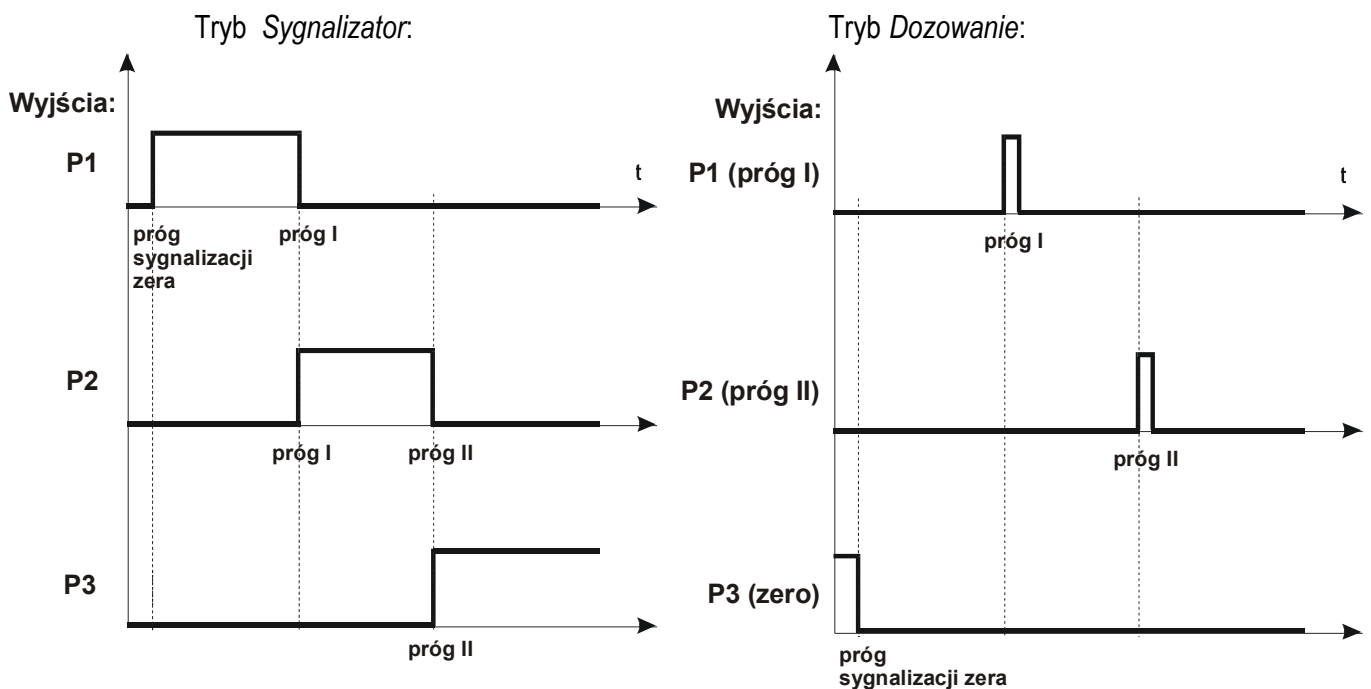 Tryb Sygnalizator:
Wyjścia:
P1
t
próg
sygnalizacji
zera
próg I
P2
próg I
próg II
P3
próg II
Tryb Dozowanie:
Wyjścia:
P1 (próg I)
t
próg I
P2 (próg II)
próg II
P3 (zero)
próg
sygnalizacji zera